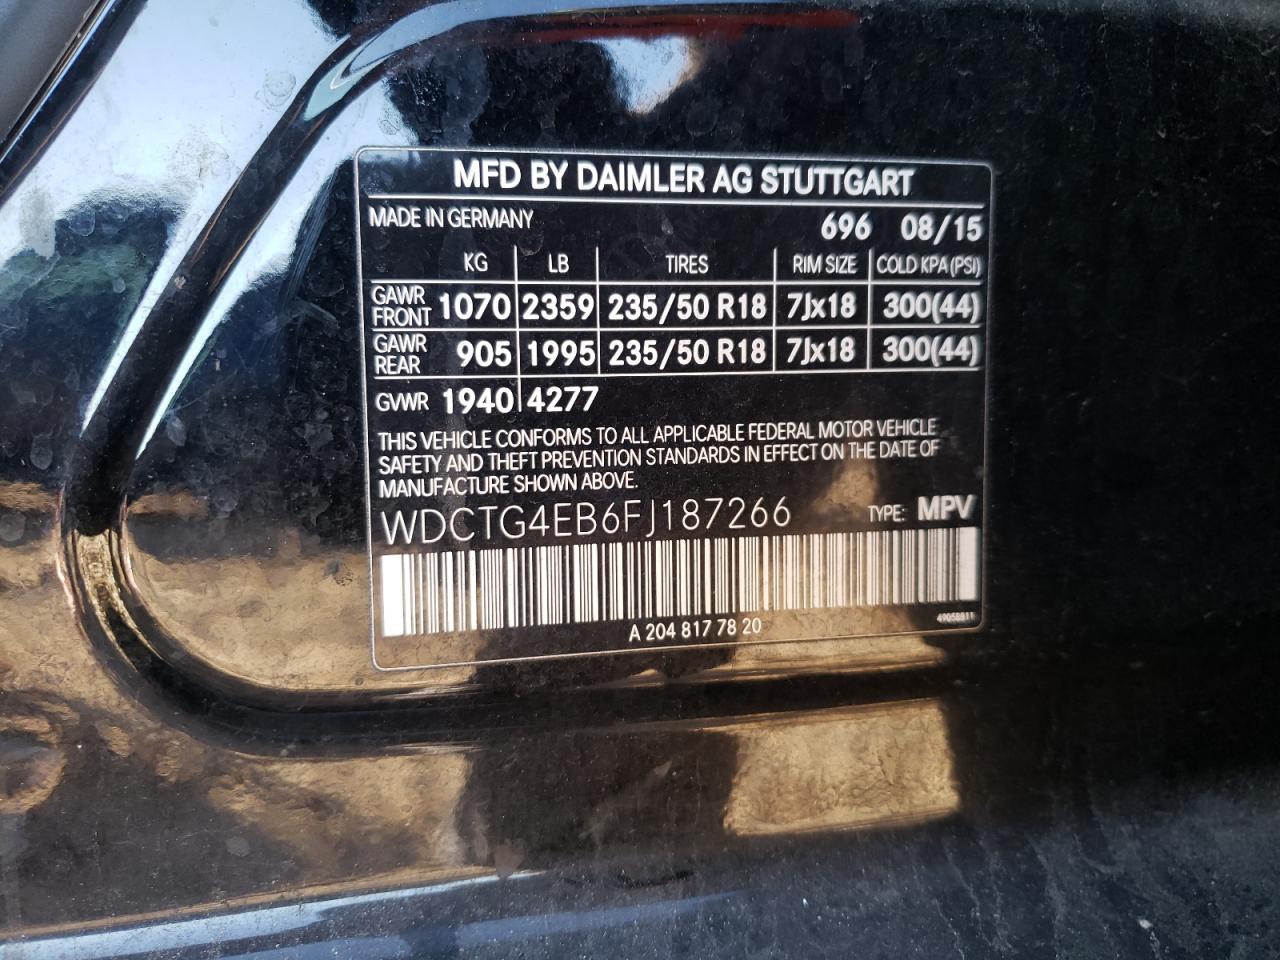 MFD BY DAIMLER AG STUTTGART
MADE IN GERMANY 696 08/15
KG LB TIRES RIM SIZE COLD KPA (PSI)
GAWR FRONT 1070 2359 235/50 R18 7Jx18 300(44)
GAWR REAR 905 1995 235/50 R18 7Jx18 300(44)
GVWR 1940 4277
THIS VEHICLE CONFORMS TO ALL APPLICABLE FEDERAL MOTOR VEHICLE
SAFETY AND THEFT PREVENTION STANDARDS IN EFFECT ON THE DATE OF
MANUFACTURE SHOWN ABOVE.
WDCTG4EB6FJ187266 TYPE: MPV
A 204 817 78 20 49058811